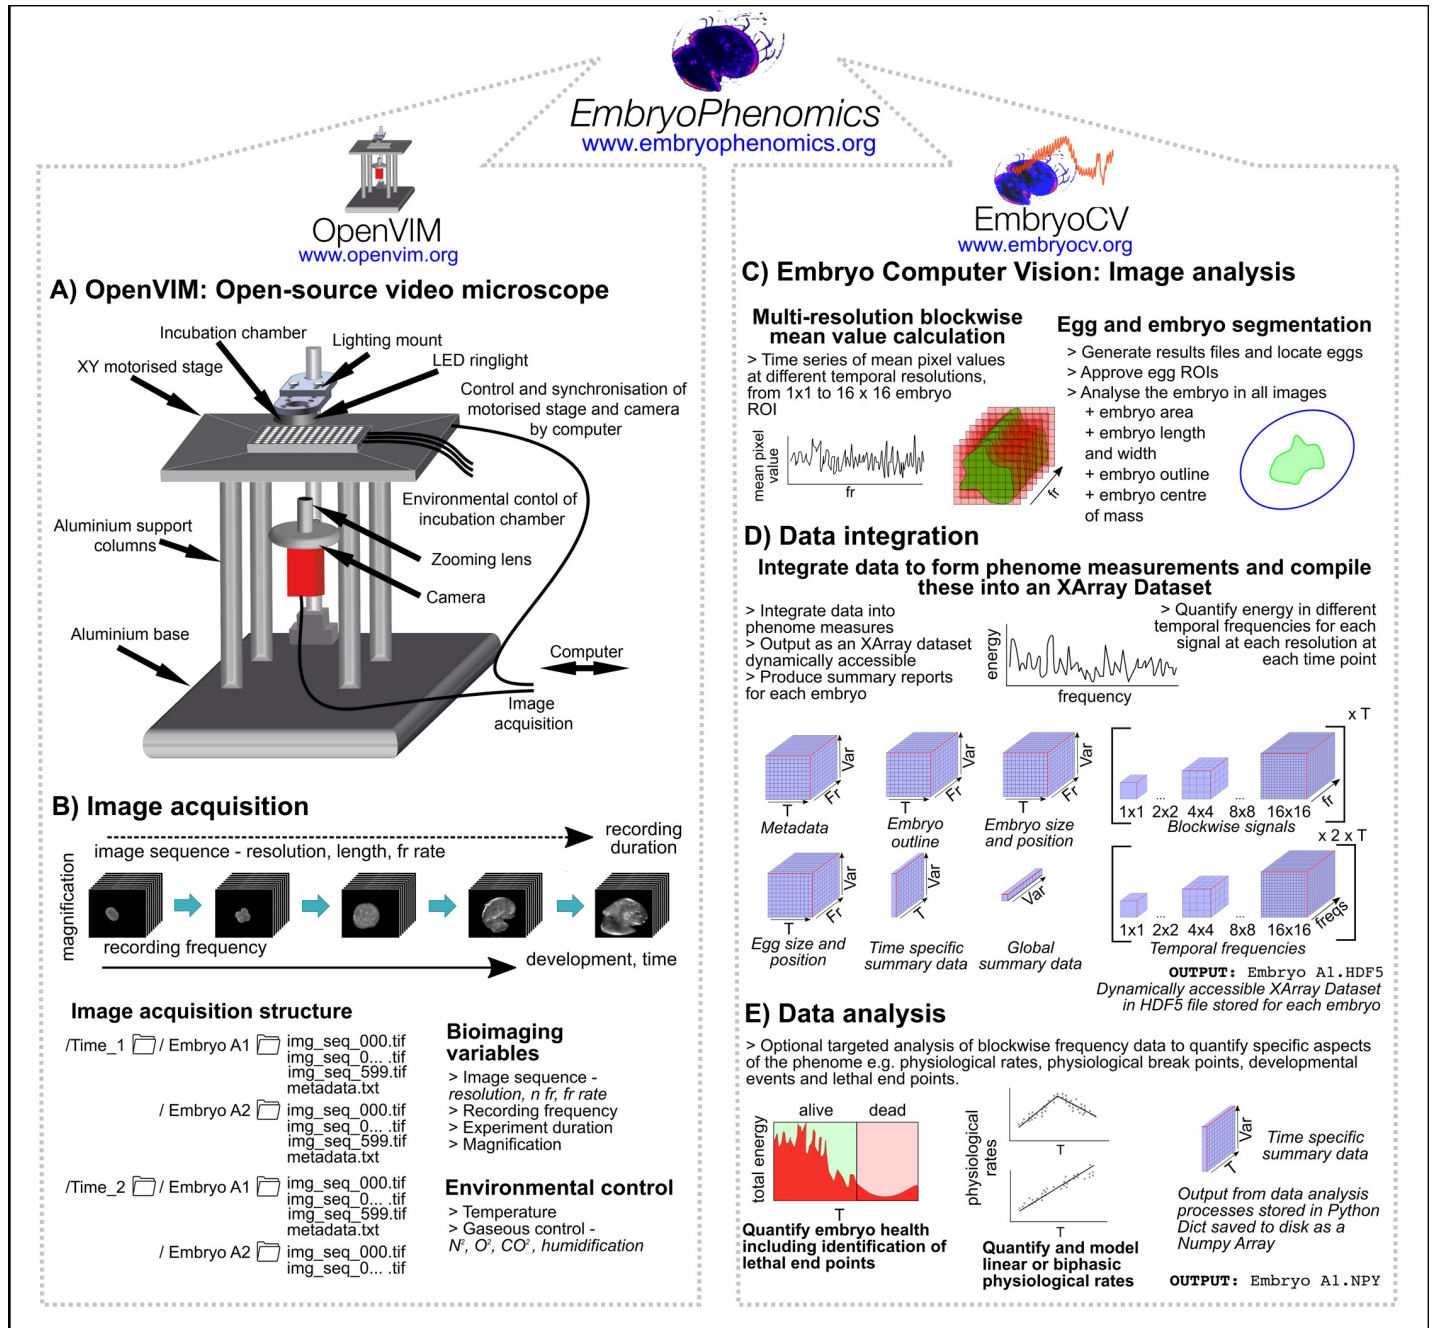 EmbryoPhenomics
www.embryophenomics.org
OpenVIM
www.openvim.org
A) OpenVIM: Open-source video microscope
Incubation chamber
Lighting mount
XY motorised stage
LED ringlight
Control and synchronisation of
motorised stage and camera
by computer
Environmental contol of
incubation chamber
Aluminium support
columns
Zooming lens
Camera
Aluminium base
Computer
Image
acquisition
B) Image acquisition
recording
duration
image sequence - resolution, length, fr rate
magnification
recording frequency
development, time
Image acquisition structure
/Time_1 / Embryo A1 img_seq_000.tif
img_seq_0... .tif
img_seq_599.tif
metadata.txt
/ Embryo A2 img_seq_000.tif
img_seq_0... .tif
img_seq_599.tif
metadata.txt
/Time_2 / Embryo A1 img_seq_000.tif
img_seq_0... .tif
img_seq_599.tif
metadata.txt
/ Embryo A2 img_seq_000.tif
img_seq_0... .tif
Bioimaging
variables
> Image sequence -
resolution, n fr, fr rate
> Recording frequency
> Experiment duration
> Magnification
Environmental control
> Temperature
> Gaseous control -
N², O², CO², humidification
EmbryoCV
www.embryocv.org
C) Embryo Computer Vision: Image analysis
Multi-resolution blockwise
mean value calculation
> Time series of mean pixel values
at different temporal resolutions,
from 1x1 to 16 x 16 embryo
ROI
mean pixel
value
fr
fr
Egg and embryo segmentation
> Generate results files and locate eggs
> Approve egg ROIs
> Analyse the embryo in all images
+ embryo area
+ embryo length
and width
+ embryo outline
+ embryo centre
of mass
D) Data integration
Integrate data to form phenome measurements and compile
these into an XArray Dataset
> Integrate data into
phenome measures
> Output as an XArray dataset
dynamically accessible
> Produce summary reports
for each embryo
energy
frequency
> Quantify energy in different
temporal frequencies for each
signal at each resolution at
each time point
T
Fr
Var
Metadata
T
Fr
Var
Embryo
outline
T
Fr
Var
Embryo size
and position
x T
1x1 ... 2x2 4x4 ... 8x8 16x16
fr
Blockwise signals
T
Fr
Var
Egg size and
position
T
Var
Time specific
summary data
Var
Global
summary data
x 2 x T
1x1 ... 2x2 4x4 ... 8x8 16x16
freqs
Temporal frequencies
OUTPUT: Embryo A1.HDF5
Dynamically accessible XArray Dataset
in HDF5 file stored for each embryo
E) Data analysis
> Optional targeted analysis of blockwise frequency data to quantify specific aspects
of the phenome e.g. physiological rates, physiological break points, developmental
events and lethal end points.
alive dead
total energy
T
Quantify embryo health
including identification of
lethal end points
physiological
rates
T
T
Quantify and model
linear or biphasic
physiological rates
T
Var
Time specific
summary data
Output from data analysis
processes stored in Python
Dict saved to disk as a
Numpy Array
OUTPUT: Embryo A1.NPY